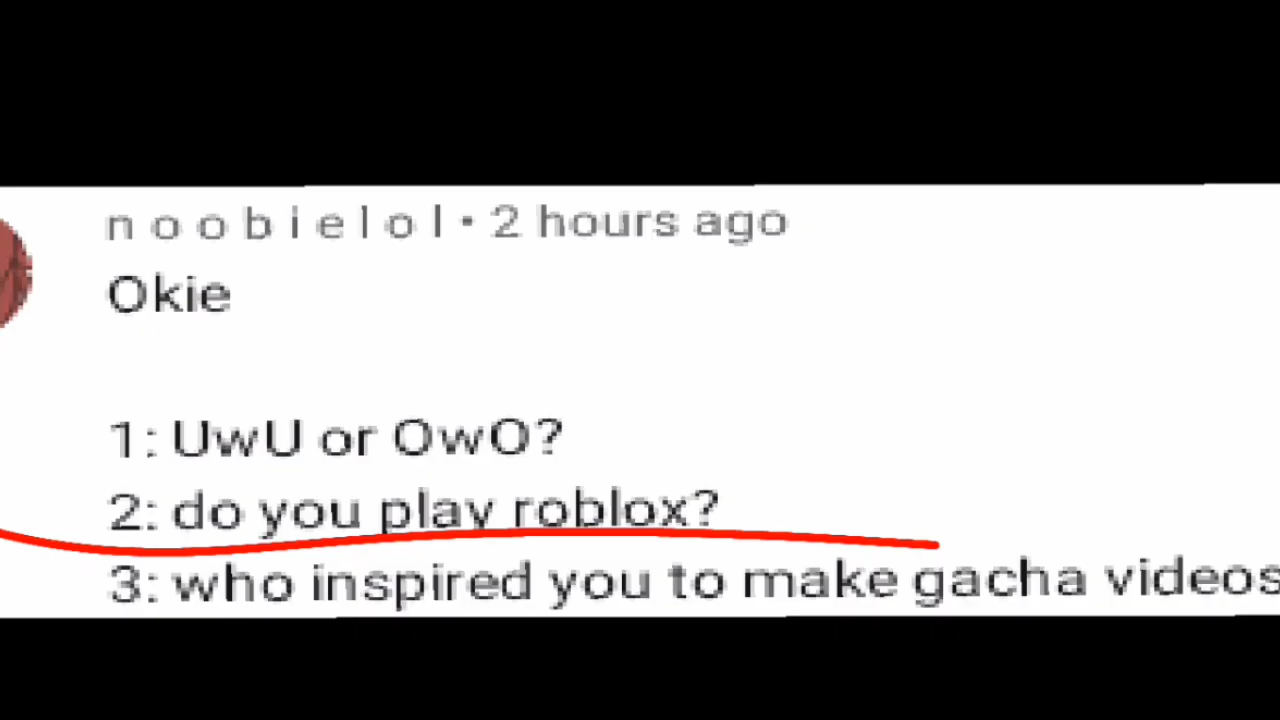 n o o b i e l o l • 2 hours ago
Okie
1: UwU or OwO?
2: do you play roblox?
3: who inspired you to make gacha videos